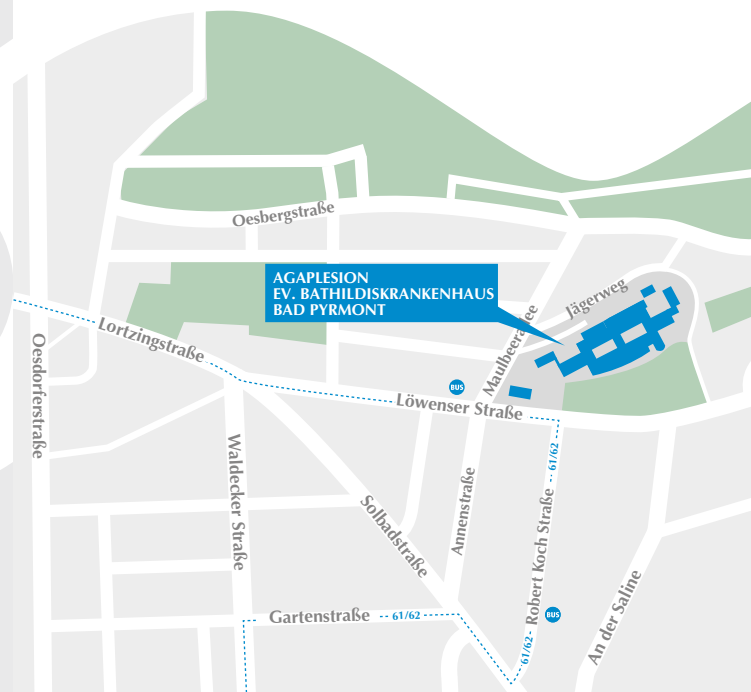 Oesbergstraße
AGAPLESION
EV. BATHILDISKRANKENHAUS
BAD PYRMONT
Jägerweg
Lortzingstraße
Oesdorferstraße
BUS
Löwenser Straße
Waldecker Straße
Solbadstraße
Annenstraße
61/62
Robert Koch Straße
Gartenstraße
61/62
BUS
61/62
An der Saline